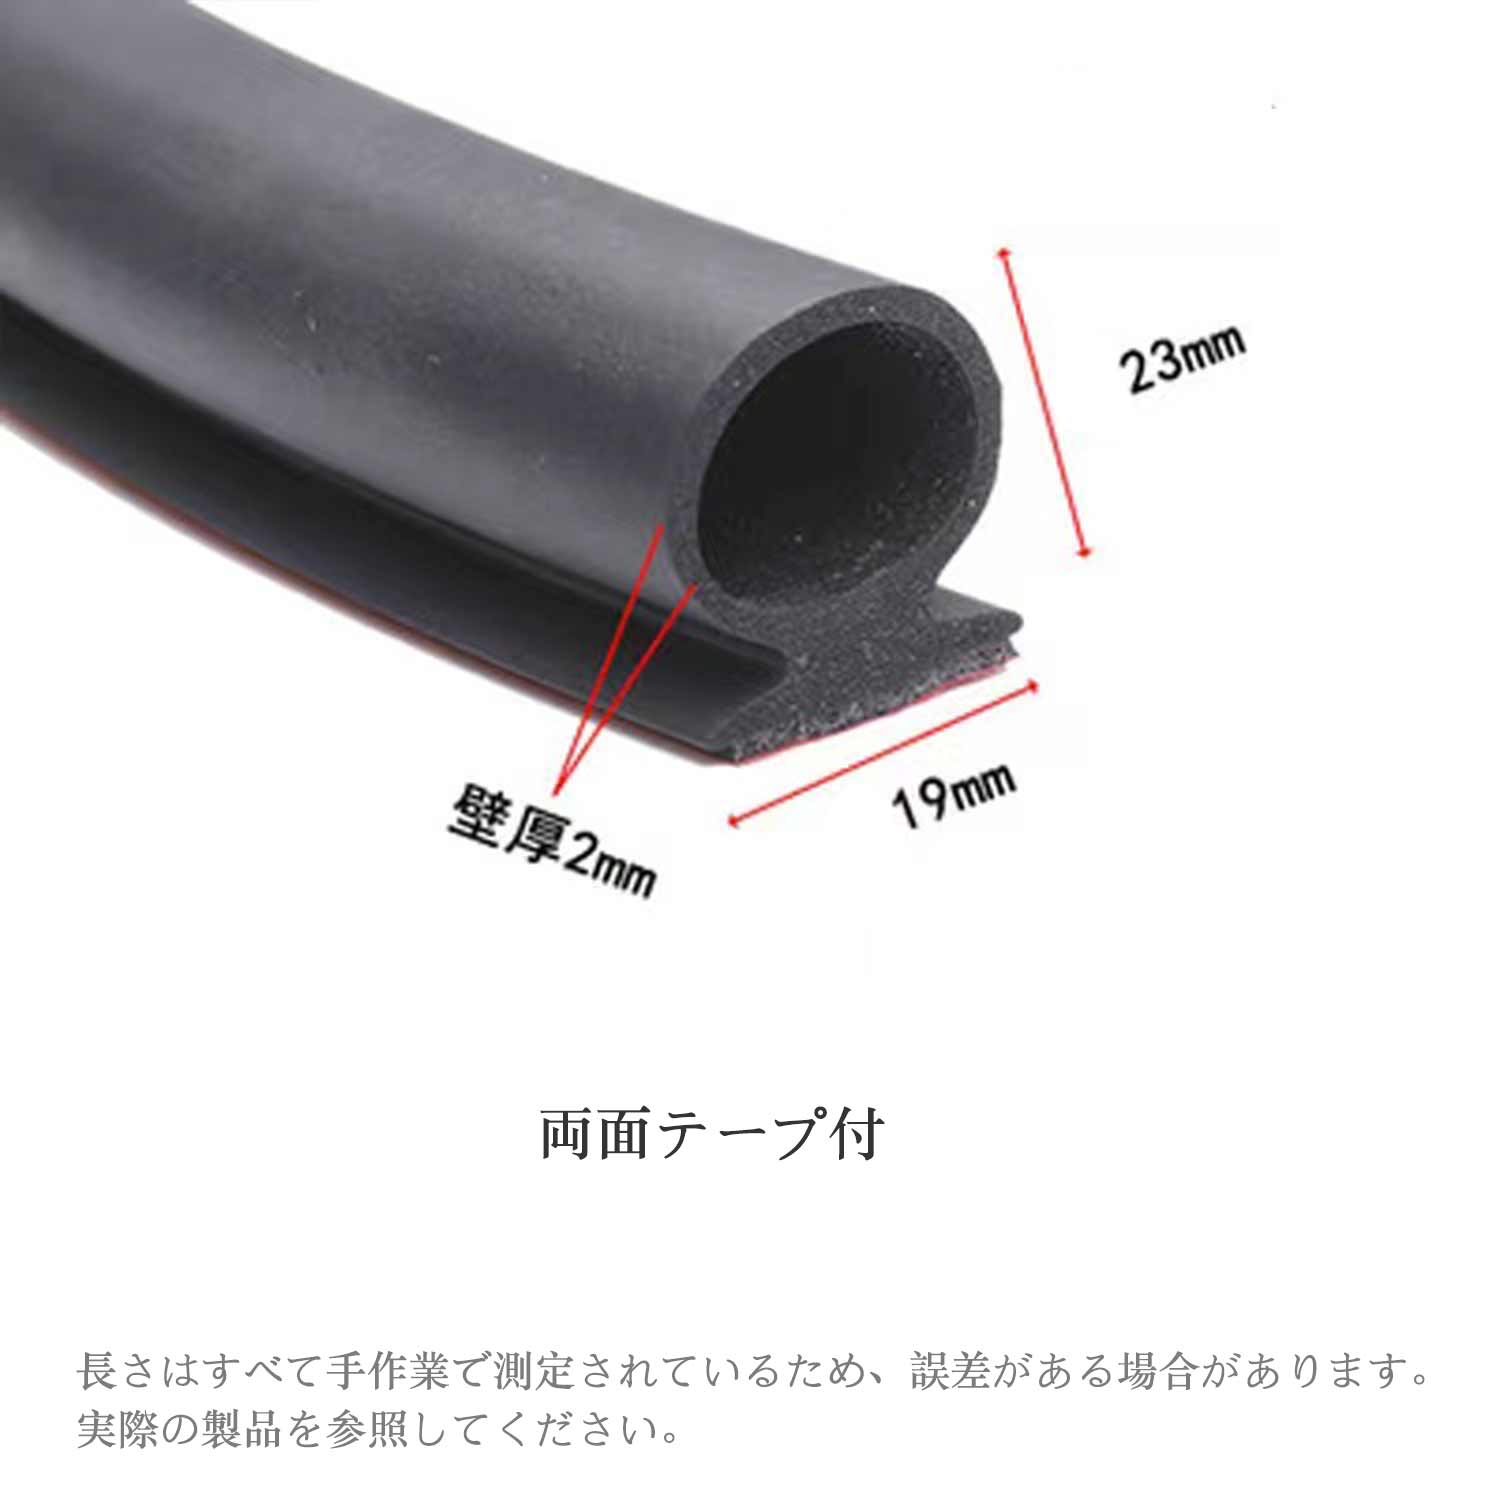 23mm
19mm
壁厚2mm
両面テープ付
長さはすべて手作業で測定されているため、誤差がある場合があります。
実際の製品を参照してください。